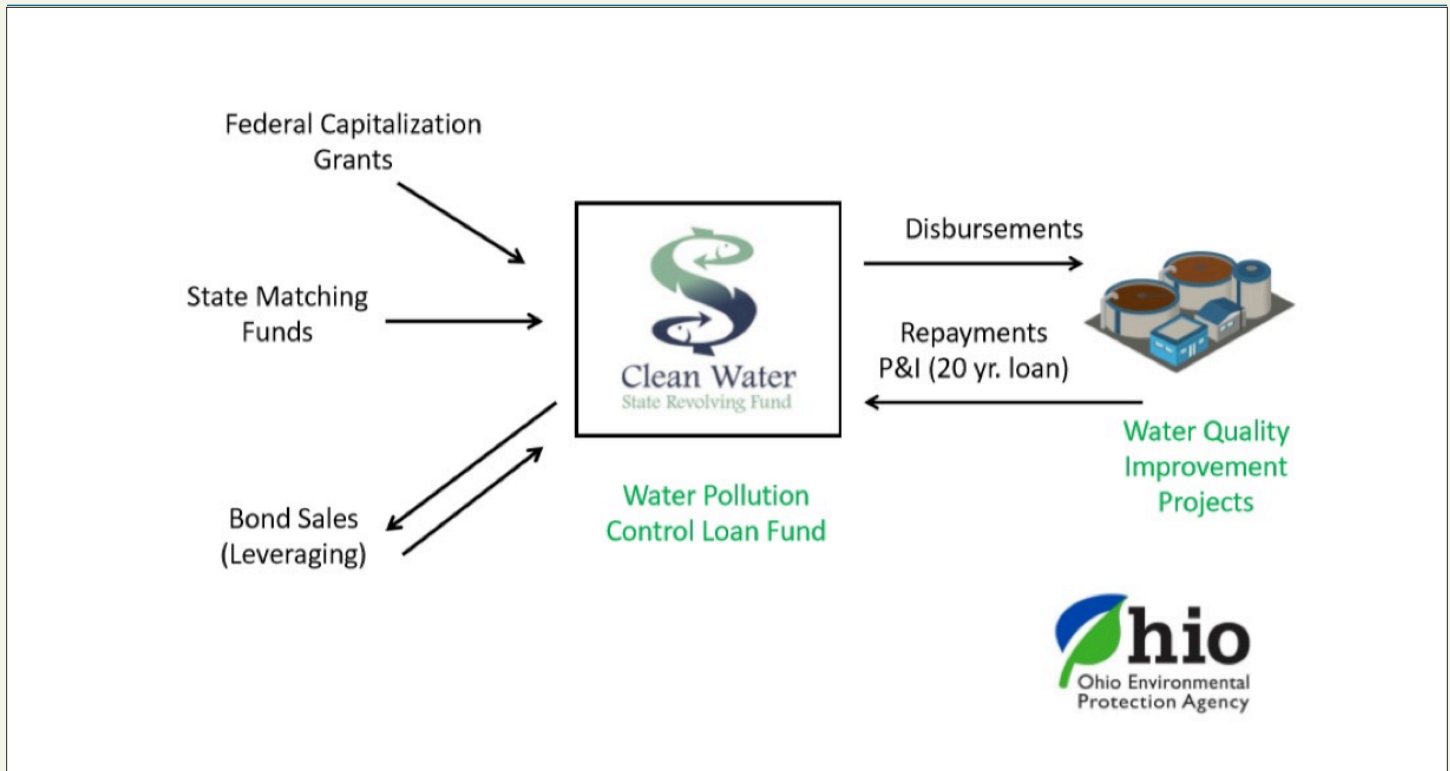 Federal Capitalization
Grants
State Matching
Funds
Bond Sales
(Leveraging)
Clean Water
State Revolving Fund
Water Pollution
Control Loan Fund
Disbursements
Repayments
P&I (20 yr. loan)
Water Quality
Improvement
Projects
Ohio
Ohio Environmental
Protection Agency